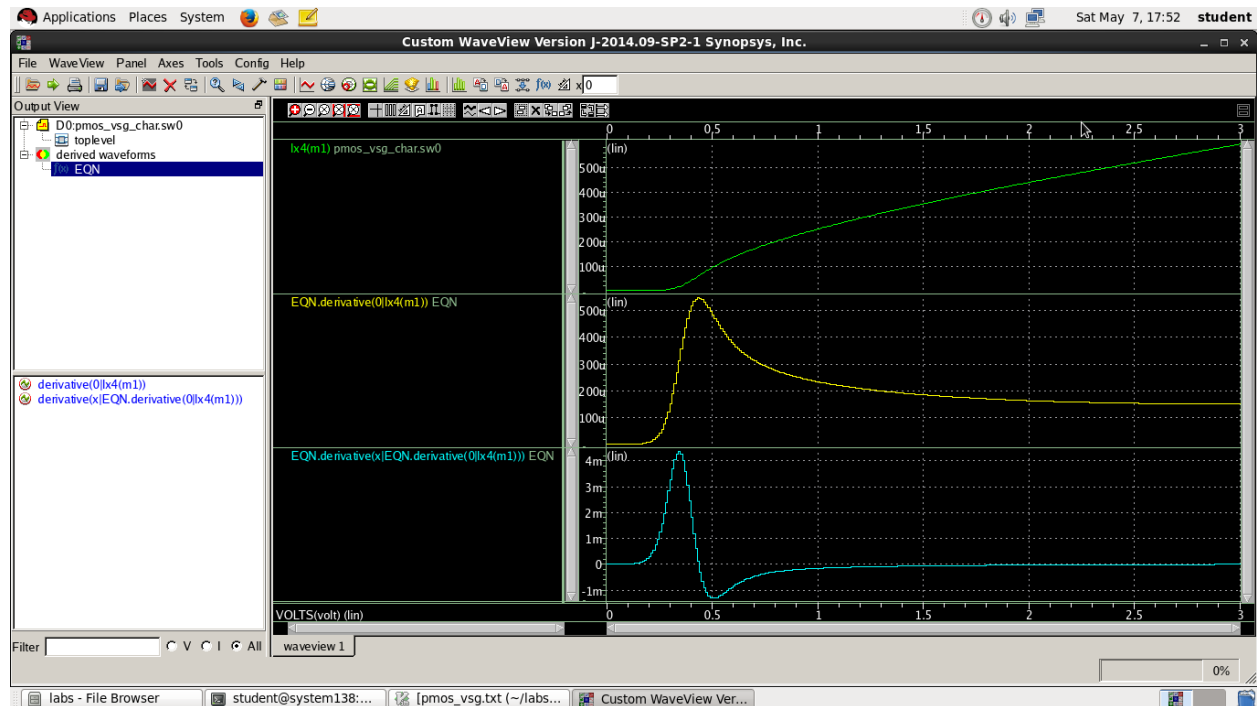 Applications Places System
Sat May 7, 17:52 student
Custom WaveView Version J-2014.09-SP2-1 Synopsys, Inc.
File WaveView Panel Axes Tools Config Help
x 0
Output View
D0:pmos_vsg_char.sw0
toplevel
derived waveforms
f(x) EQN
derivative(0|lx4(m1))
derivative(x|EQN.derivative(0|lx4(m1)))
0 0,5 1 1,5 2 2,5 3
lx4(m1) pmos_vsg_char.sw0
(lin)
500u
400u
300u
200u
100u
EQN.derivative(0|lx4(m1)) EQN
(lin)
500u
400u
300u
200u
100u
EQN.derivative(x|EQN.derivative(0|lx4(m1))) EQN
(lin)
4m
3m
2m
1m
0
-1m
VOLTS(volt) (lin)
0 0,5 1 1,5 2 2,5 3
Filter V I All
waveview 1
0%
labs - File Browser
student@system138:...
[pmos_vsg.txt (~/labs...
Custom WaveView Ver...